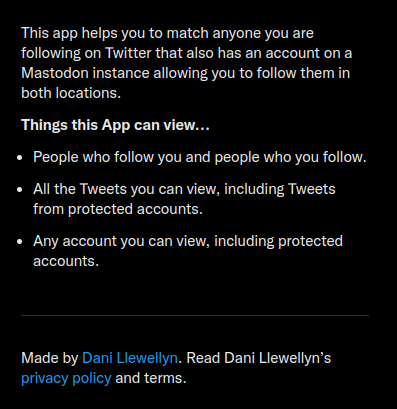 This app helps you to match anyone you are
following on Twitter that also has an account on a
Mastodon instance allowing you to follow them in
both locations.
Things this App can view...
• People who follow you and people who you follow.
• All the Tweets you can view, including Tweets
from protected accounts.
• Any account you can view, including protected
accounts.
Made by Dani Llewellyn. Read Dani Llewellyn’s
privacy policy and terms.